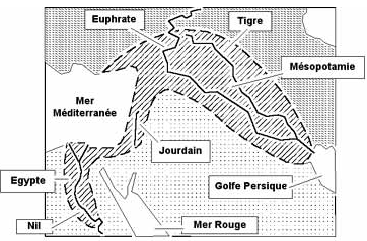 Euphrate
Tigre
Mésopotamie
Mer
Méditerranée
Jourdain
Egypte
Golfe Persique
Nil
Mer Rouge